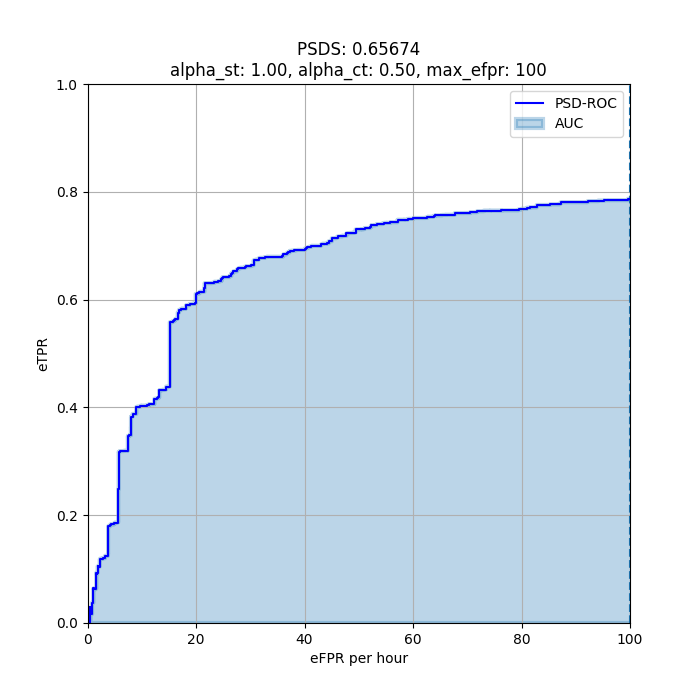 PSDS: 0.65674
alpha_st: 1.00, alpha_ct: 0.50, max_efpr: 100
PSD-ROC
AUC
1.0
0.8
0.6
0.4
0.2
0.0
eTPR
0 20 40 60 80 100
eFPR per hour